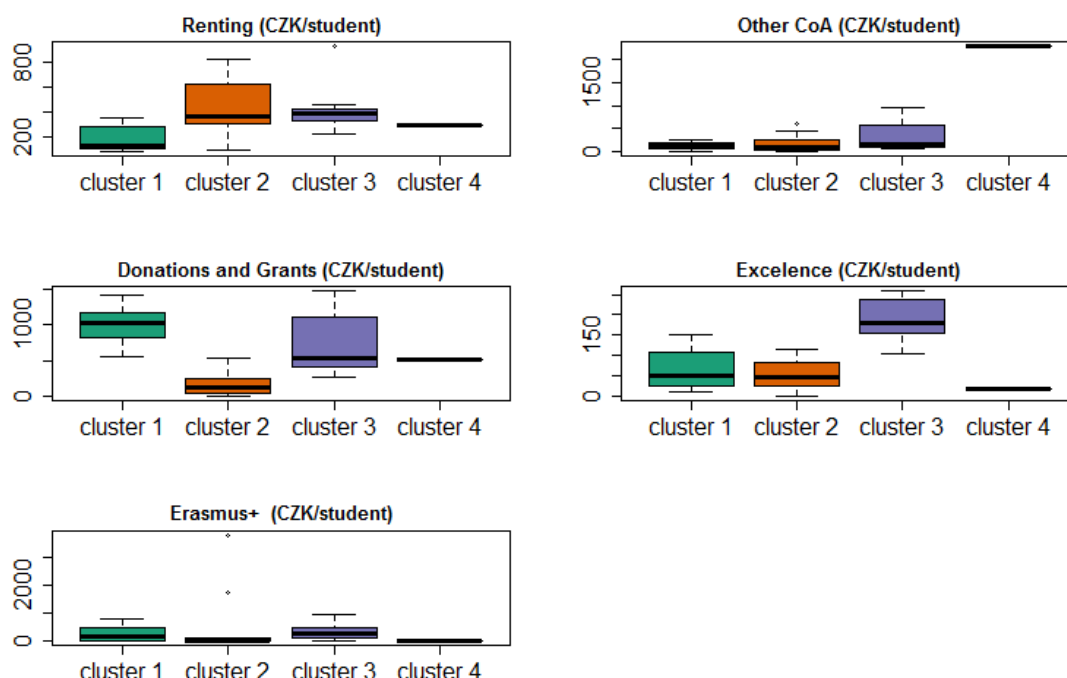 Renting (CZK/student)
800
200
cluster 1 cluster 2 cluster 3 cluster 4
Other CoA (CZK/student)
1500
0
cluster 1 cluster 2 cluster 3 cluster 4
Donations and Grants (CZK/student)
1000
0
cluster 1 cluster 2 cluster 3 cluster 4
Excelence (CZK/student)
150
0
cluster 1 cluster 2 cluster 3 cluster 4
Erasmus+ (CZK/student)
2000
0
cluster 1 cluster 2 cluster 3 cluster 4